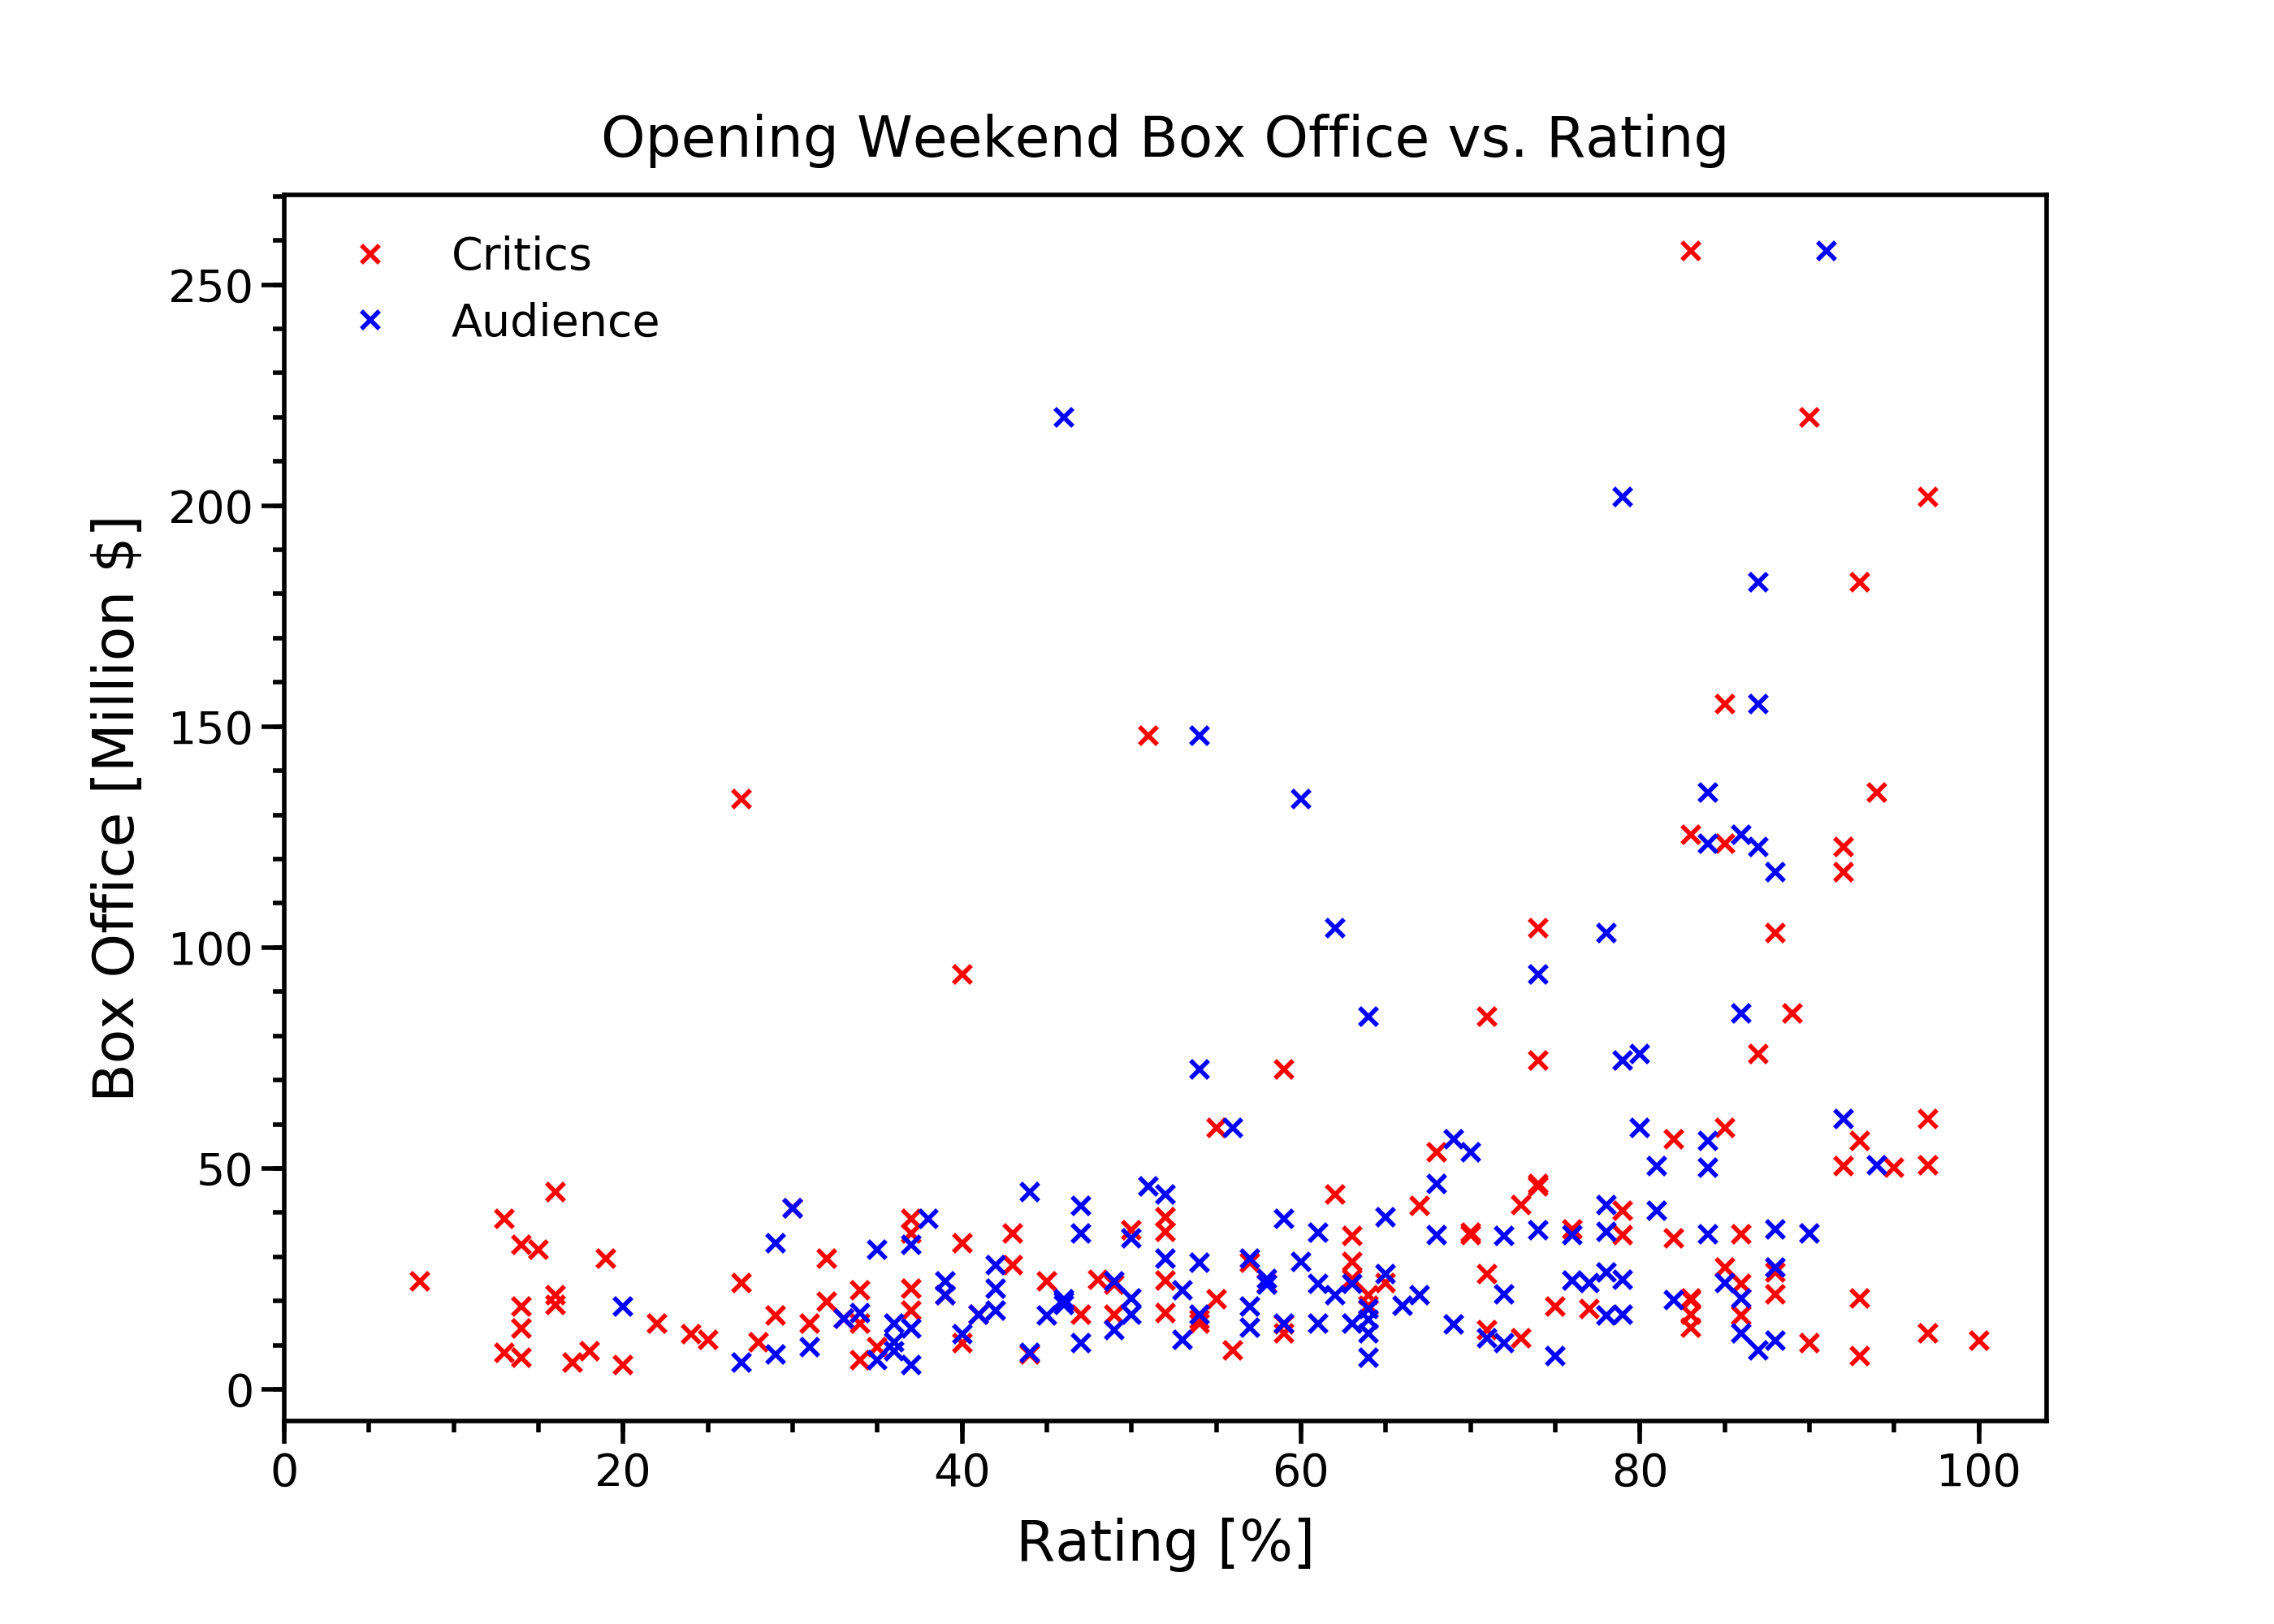 Opening Weekend Box Office vs. Rating
Critics
Audience
250
200
150
100
50
0
Box Office [Million $]
0 20 40 60 80 100
Rating [%]